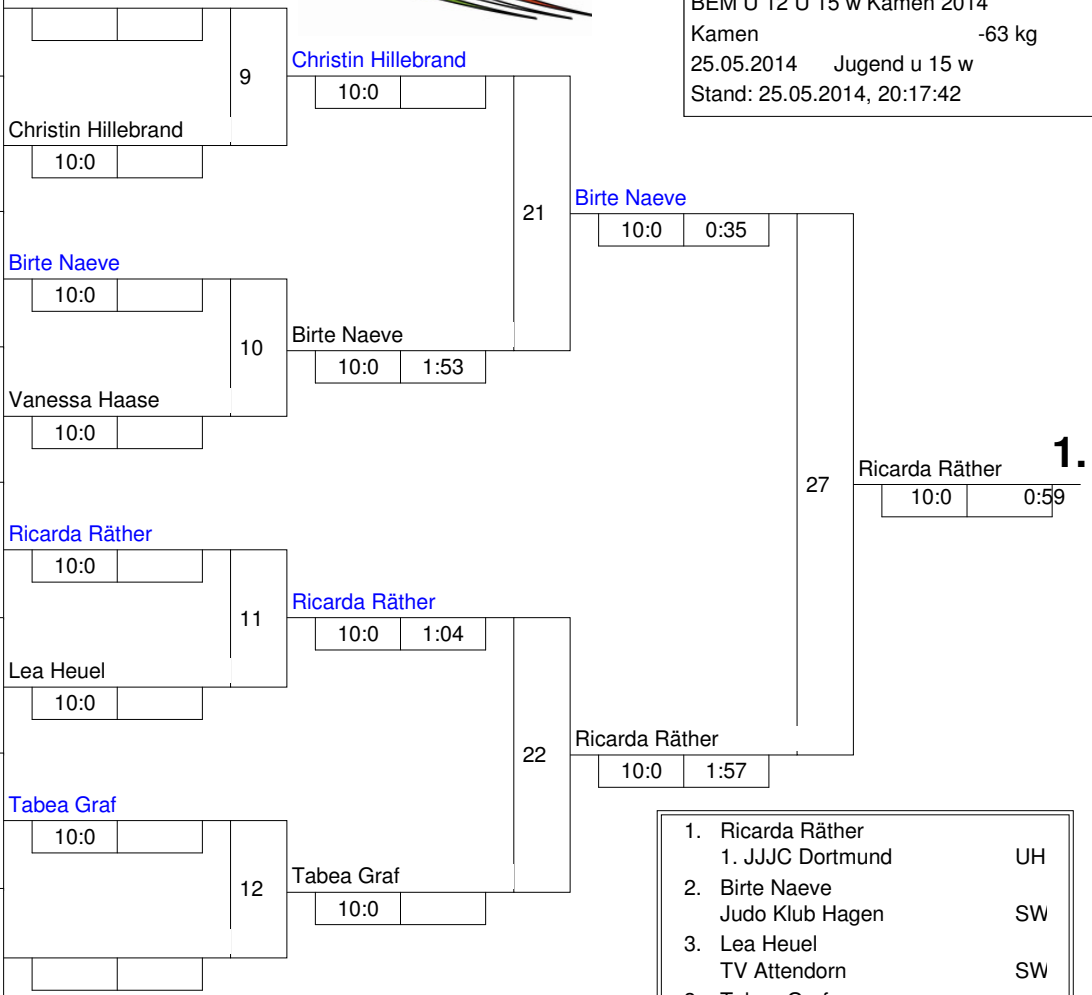 BEM U 12 U 15 w Kamen 2014
Kamen -63 kg
25.05.2014 Jugend u 15 w
Stand: 25.05.2014, 20:17:42
Christin Hillebrand
9
10:0
Christin Hillebrand
10:0
21
Birte Naeve
10:0 0:35
Birte Naeve
10:0
10
Birte Naeve
10:0 1:53
Vanessa Haase
10:0
1.
Ricarda Räther
27
10:0 0:59
Ricarda Räther
10:0
11
Ricarda Räther
10:0 1:04
Lea Heuel
10:0
22
Ricarda Räther
10:0 1:57
Tabea Graf
10:0
12
Tabea Graf
10:0
1. Ricarda Räther
1. JJJC Dortmund UH
2. Birte Naeve
Judo Klub Hagen SW
3. Lea Heuel
TV Attendorn SW